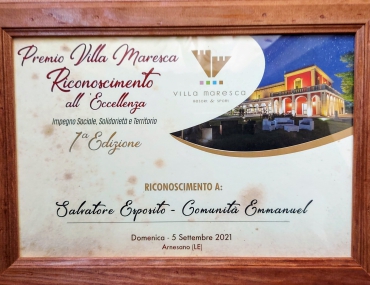 Premio Villa Maresca
Riconoscimento
all'Eccellenza
Impegno Sociale, Solidarietà e Territorio
1ª Edizione
VILLA MARESCA
RICONOSCIMENTO A:
Salvatore Esposito - Comunità Emmanuel
Domenica - 5 Settembre 2021
Arnesano (LE)